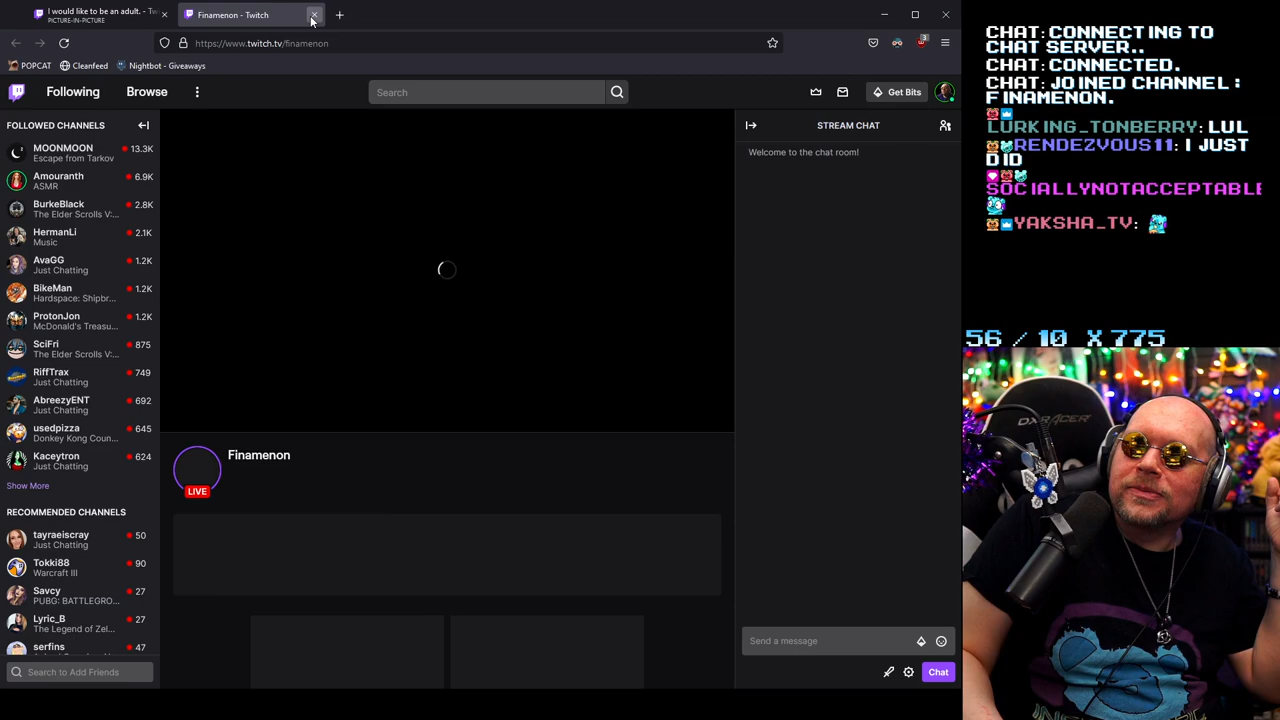 I would like to be an adult. - Tw
PICTURE-IN-PICTURE
Finamenon - Twitch
https://www.twitch.tv/finamenon
3
POPCAT
Cleanfeed
Nightbot - Giveaways
Following
Browse
Search
Get Bits
FOLLOWED CHANNELS
MOONMOON 13.3K
Escape from Tarkov
Amouranth 6.9K
ASMR
BurkeBlack 2.8K
The Elder Scrolls V:...
HermanLi 2.1K
Music
AvaGG 1.2K
Just Chatting
BikeMan 1.2K
Hardspace: Shipbr...
ProtonJon 1.2K
McDonald's Treasu...
SciFri 875
The Elder Scrolls V:...
RiffTrax 749
Just Chatting
AbreezyENT 692
Just Chatting
usedpizza 645
Donkey Kong Coun...
Kaceytron 624
Just Chatting
Show More
RECOMMENDED CHANNELS
tayraeiscray 50
Just Chatting
Tokki88 90
Warcraft III
Savcy 27
PUBG: BATTLEGRO...
Lyric_B 27
The Legend of Zel...
serfins 47
Just Chatting
Search to Add Friends
LIVE
Finamenon
STREAM CHAT
Welcome to the chat room!
Send a message
Chat
CHAT: CONNECTING TO
CHAT SERVER..
CHAT: CONNECTED.
CHAT: JOINED CHANNEL:
FINAMENON.
LURKING_TONBERRY: LUL
RENDEZVOUS11: I JUST
DID
SOCIALLYNOTACCEPTABLE
YAKSHA_TV:
56 / 10 X 775
DXRACER